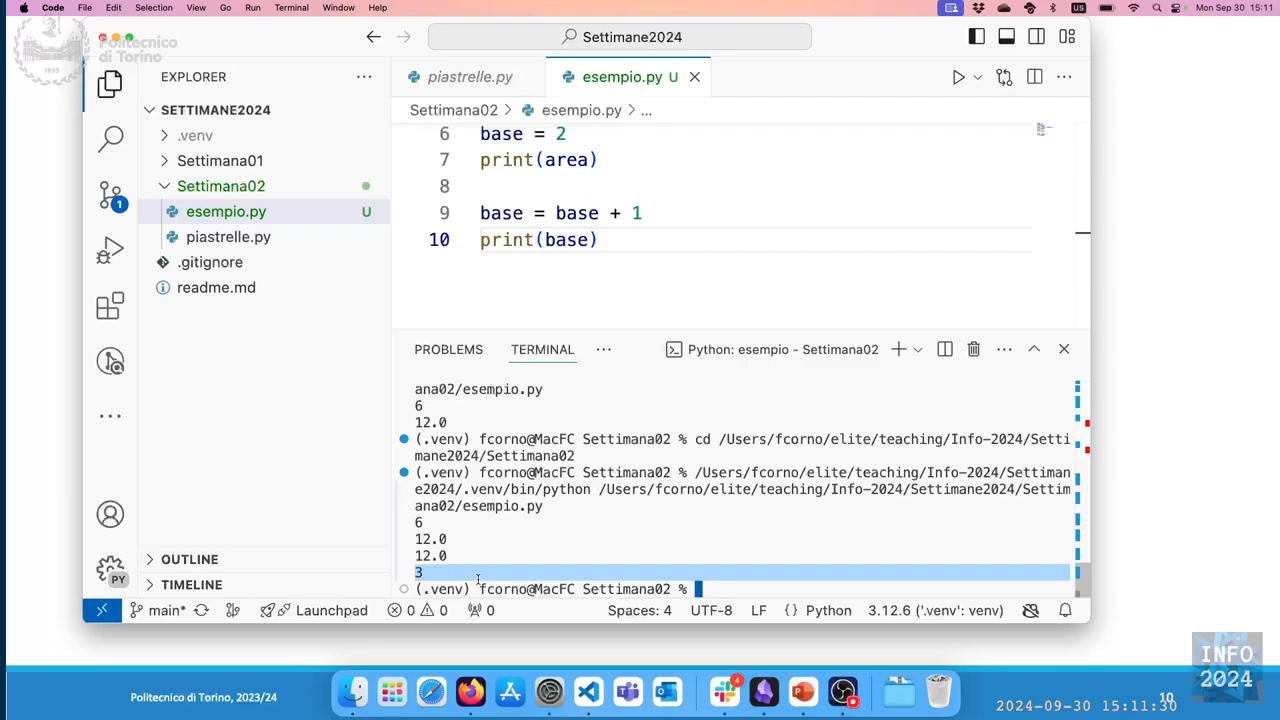 Code File Edit Selection View Go Run Terminal Window Help US Mon Sep 30 15:11
Politecnico
di Torino
1859
Settimane2024
EXPLORER
piastrelle.py
esempio.py U
SETTIMANE2024
Settimana02 > esempio.py > ...
.venv
Settimana01
Settimana02
esempio.py U
piastrelle.py
.gitignore
readme.md
6 base = 2
7 print(area)
8
9 base = base + 1
10 print(base)
1
PROBLEMS TERMINAL ... Python: esempio - Settimana02
ana02/esempio.py
6
12.0
(.venv) fcorno@MacFC Settimana02 % cd /Users/fcorno/elite/teaching/Info-2024/Setti
mane2024/Settimana02
(.venv) fcorno@MacFC Settimana02 % /Users/fcorno/elite/teaching/Info-2024/Settiman
e2024/.venv/bin/python /Users/fcorno/elite/teaching/Info-2024/Settimane2024/Settim
ana02/esempio.py
6
12.0
12.0
3
(.venv) fcorno@MacFC Settimana02 %
OUTLINE
TIMELINE
PY
main* Launchpad 0 0 0 Spaces: 4 UTF-8 LF {} Python 3.12.6 ('.venv': venv)
Politecnico di Torino, 2023/24
4
10
INFO
2024
2024-09-30 15:11:30